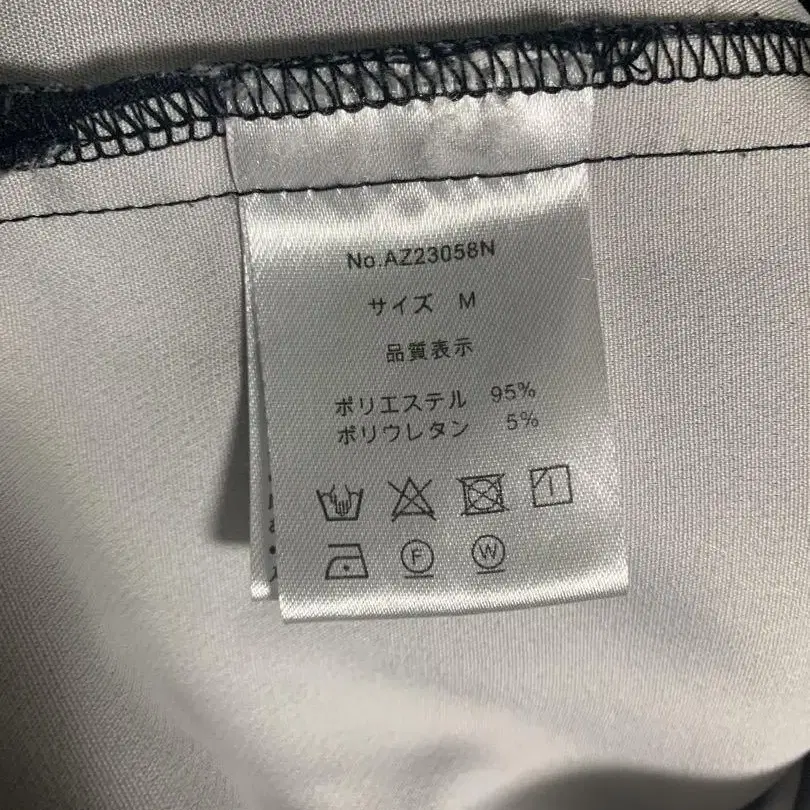 No.AZ23058N
サイズ M
品質表示
ポリエステル 95%
ポリウレタン 5%
F W